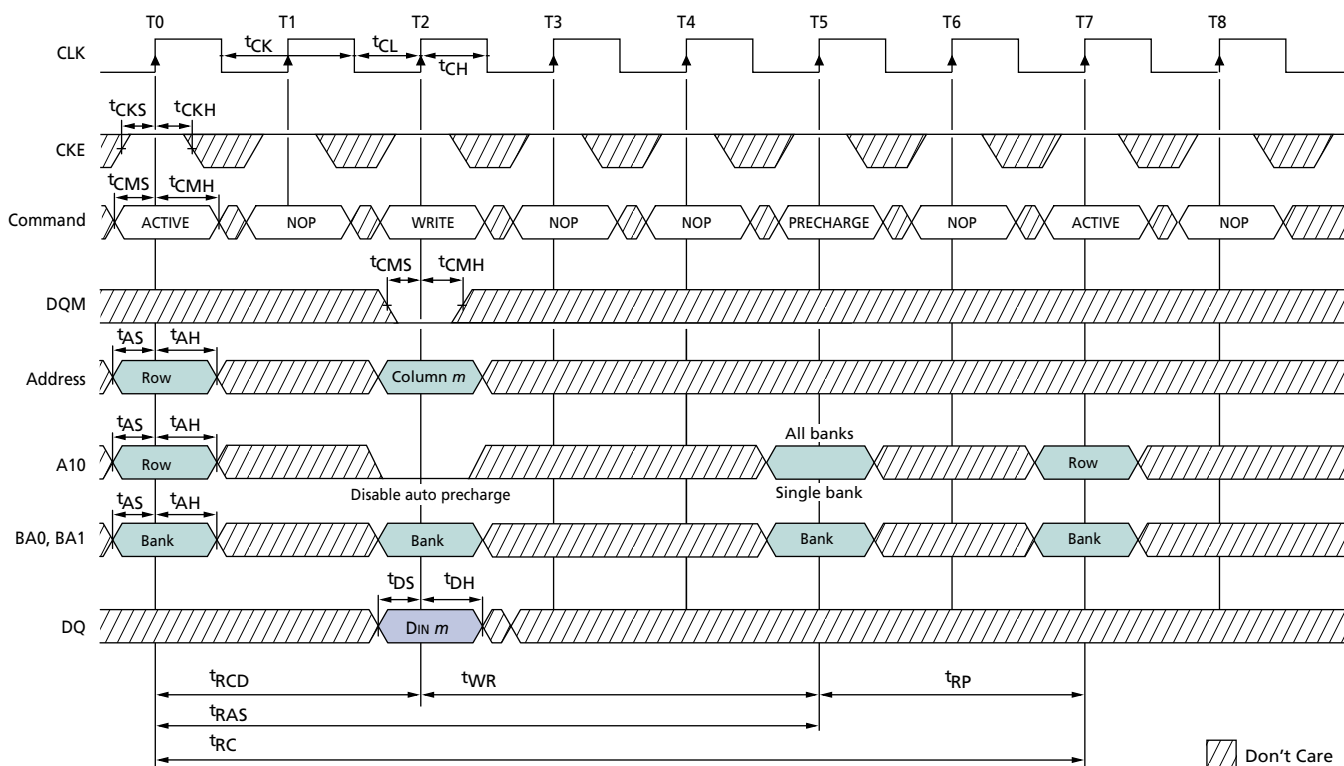 T0 T1 T2 T3 T4 T5 T6 T7 T8
CLK
tCK tCL
tCH
tCKS tCKH
CKE
tCMS tCMH
Command ACTIVE NOP WRITE NOP NOP PRECHARGE NOP ACTIVE NOP
tCMS tCMH
DQM
tAS tAH
Address Row Column m
tAS tAH All banks
A10 Row Row
Disable auto precharge Single bank
tAS tAH
BA0, BA1 Bank Bank Bank Bank
tDS tDH
DQ DIN m
tRCD tWR tRP
tRAS
tRC
Don't Care